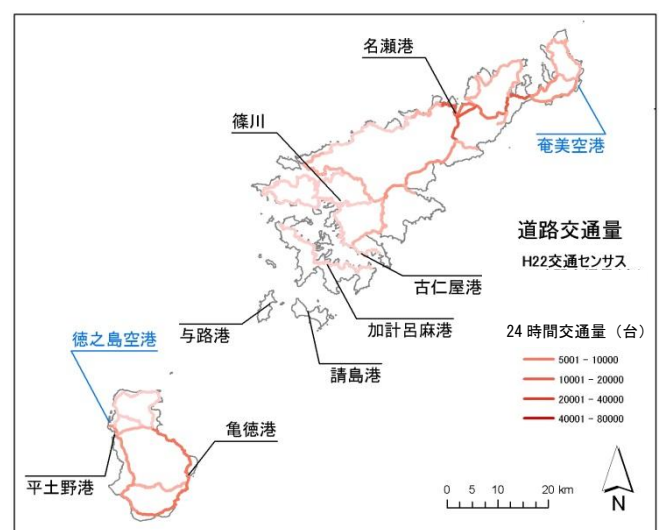 名瀬港
篠川
奄美空港
道路交通量
H22交通センサス
古仁屋港
加計呂麻港
与路港
請島港
徳之島空港
24時間交通量（台）
5001 - 10000
10001 - 20000
20001 - 40000
40001 - 80000
亀徳港
平土野港
0 5 10 20 km
N